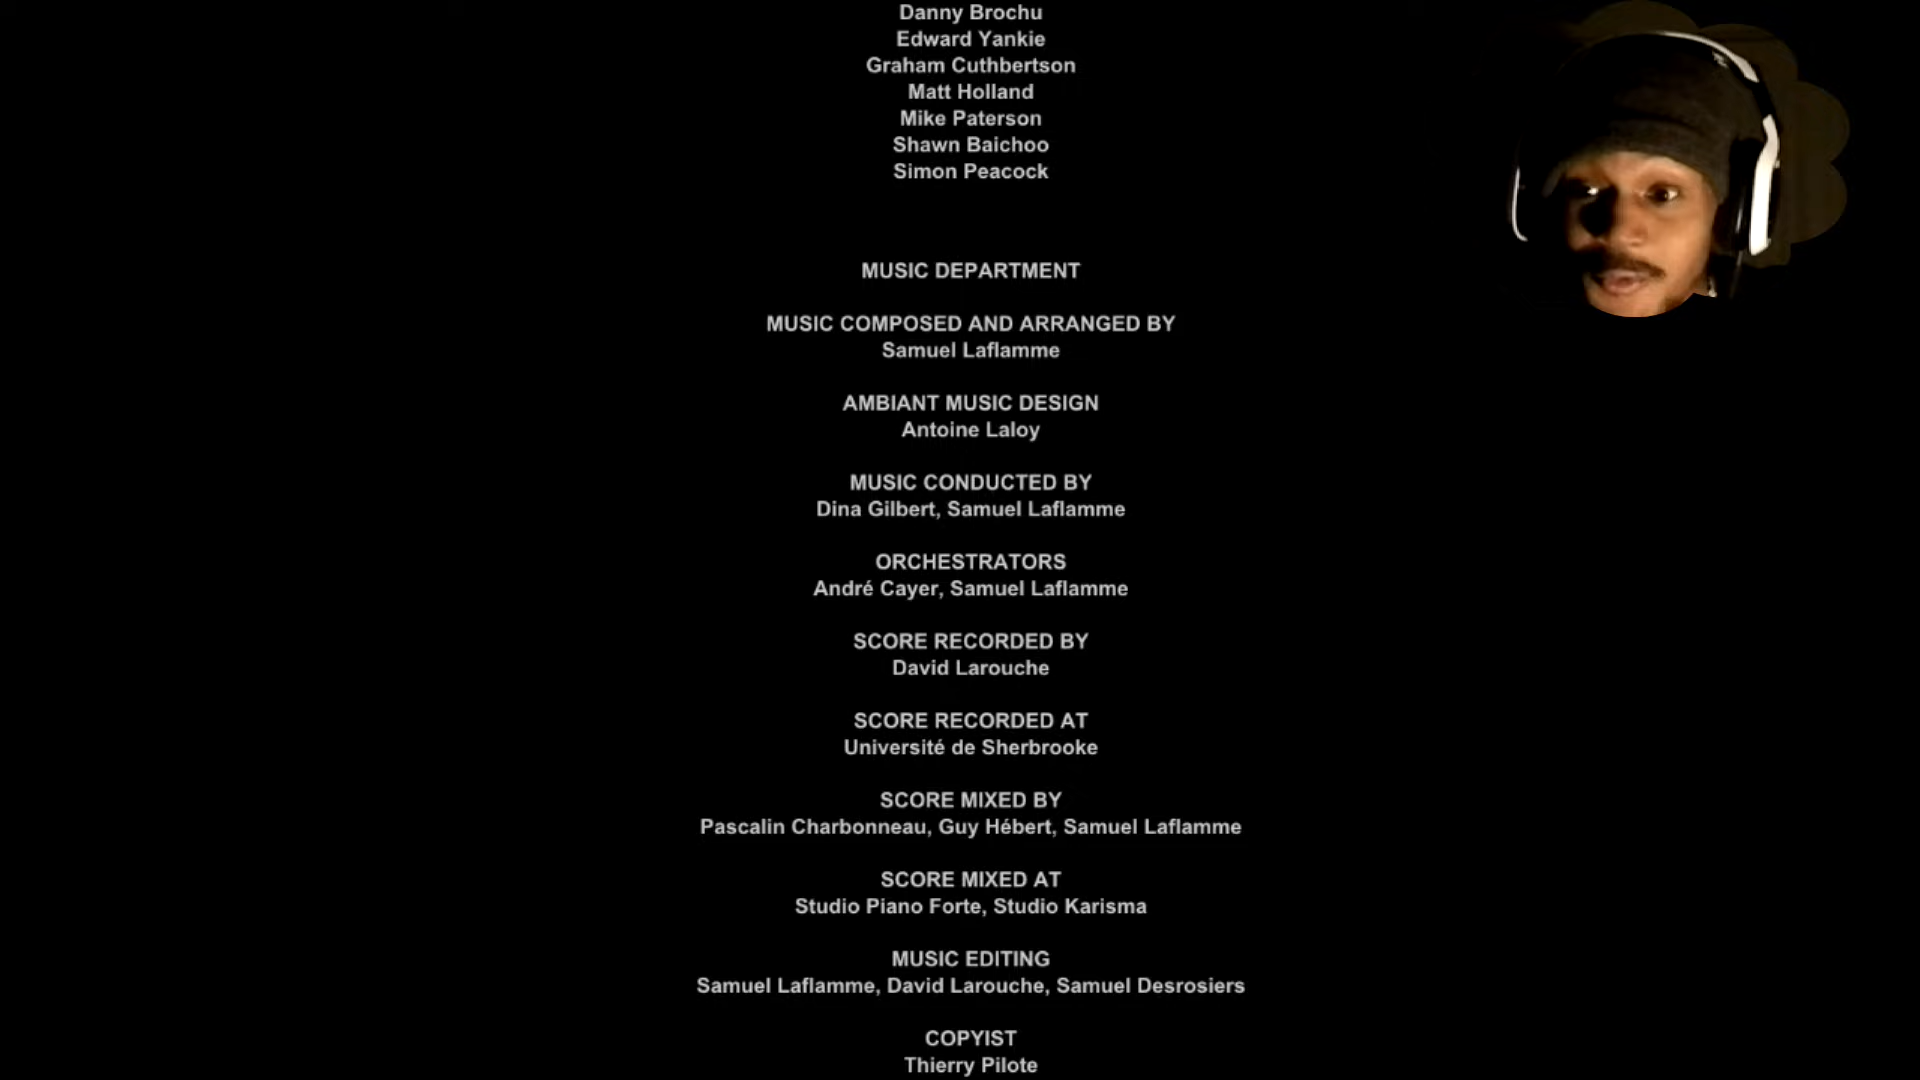 Danny Brochu
Edward Yankie
Graham Cuthbertson
Matt Holland
Mike Paterson
Shawn Baichoo
Simon Peacock
MUSIC DEPARTMENT
MUSIC COMPOSED AND ARRANGED BY
Samuel Laflamme
AMBIANT MUSIC DESIGN
Antoine Laloy
MUSIC CONDUCTED BY
Dina Gilbert, Samuel Laflamme
ORCHESTRATORS
André Cayer, Samuel Laflamme
SCORE RECORDED BY
David Larouche
SCORE RECORDED AT
Université de Sherbrooke
SCORE MIXED BY
Pascalin Charbonneau, Guy Hébert, Samuel Laflamme
SCORE MIXED AT
Studio Piano Forte, Studio Karisma
MUSIC EDITING
Samuel Laflamme, David Larouche, Samuel Desrosiers
COPYIST
Thierry Pilote